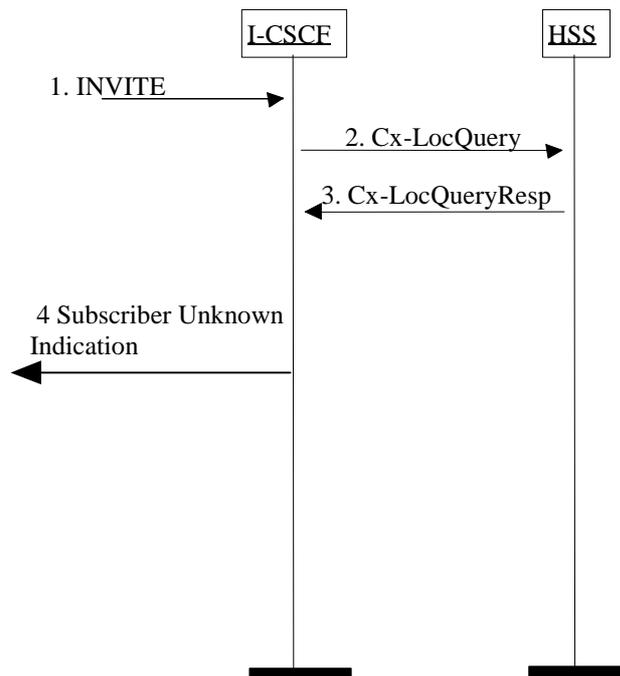 I-CSCF
HSS
1. INVITE
2. Cx-LocQuery
3. Cx-LocQueryResp
4 Subscriber Unknown
Indication